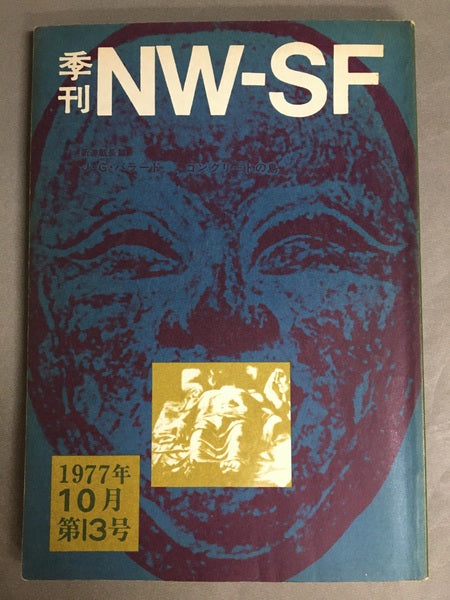 季刊 NW-SF
J・G・バラード コンクリートの島
1977年
10月
第13号